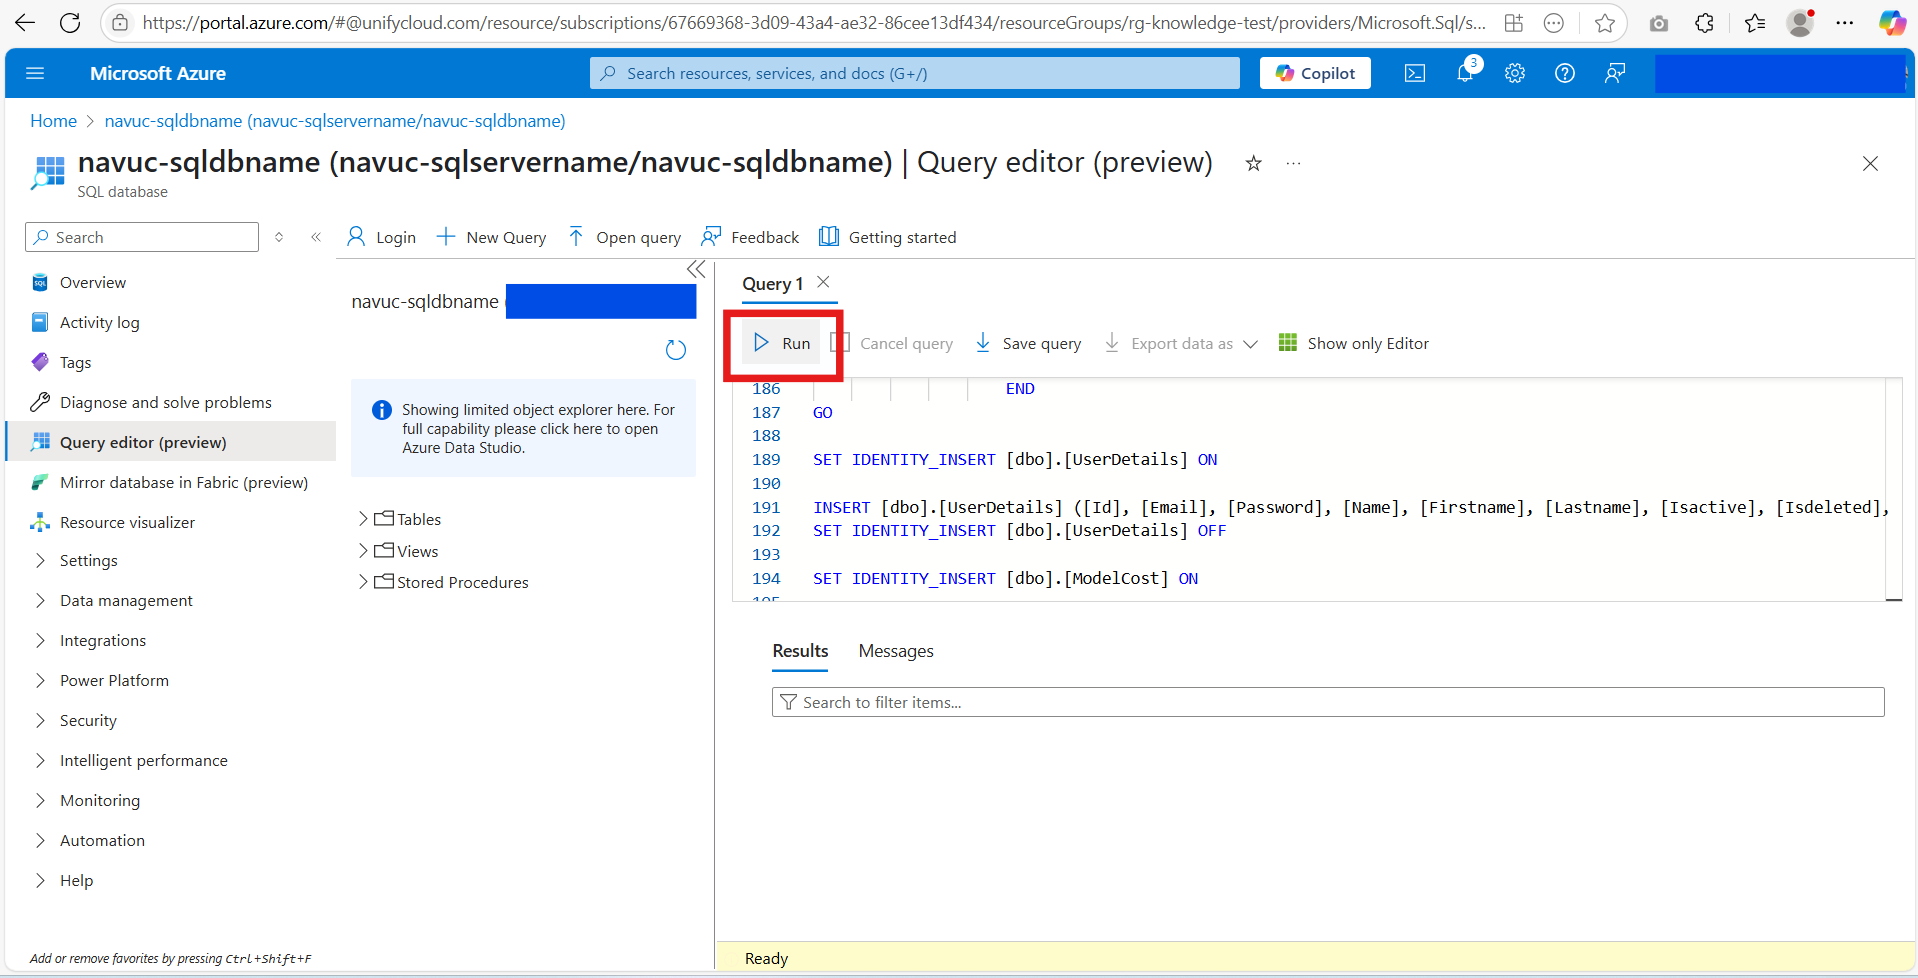 https://portal.azure.com/#@unifycloud.com/resource/subscriptions/67669368-3d09-43a4-ae32-86cee13df434/resourceGroups/rg-knowledge-test/providers/Microsoft.Sql/s...
Microsoft Azure
Search resources, services, and docs (G+/)
Copilot
3
Home > navuc-sqldbname (navuc-sqlservername/navuc-sqldbname)
navuc-sqldbname (navuc-sqlservername/navuc-sqldbname) | Query editor (preview)
SQL database
Search
Login
New Query
Open query
Feedback
Getting started
Overview
Activity log
Tags
Diagnose and solve problems
Query editor (preview)
Mirror database in Fabric (preview)
Resource visualizer
Settings
Data management
Integrations
Power Platform
Security
Intelligent performance
Monitoring
Automation
Help
Add or remove favorites by pressing Ctrl+Shift+F
navuc-sqldbname
Showing limited object explorer here. For
full capability please click here to open
Azure Data Studio.
Tables
Views
Stored Procedures
Query 1
Run
Cancel query
Save query
Export data as
Show only Editor
186 END
187 GO
188
189 SET IDENTITY_INSERT [dbo].[UserDetails] ON
190
191 INSERT [dbo].[UserDetails] ([Id], [Email], [Password], [Name], [Firstname], [Lastname], [Isactive], [Isdeleted],
192 SET IDENTITY_INSERT [dbo].[UserDetails] OFF
193
194 SET IDENTITY_INSERT [dbo].[ModelCost] ON
195
Results
Messages
Search to filter items...
Ready